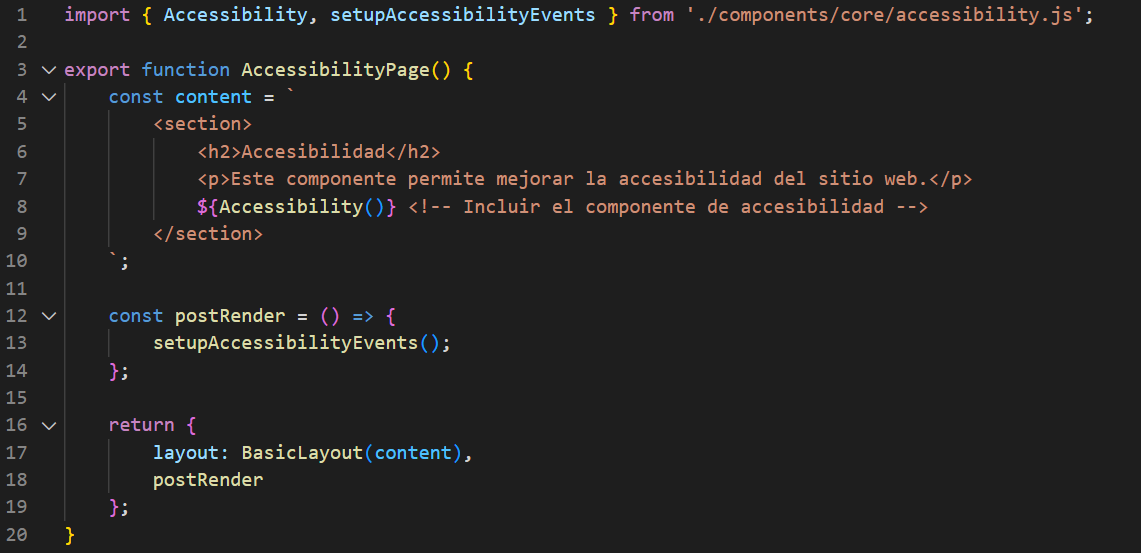 1 import { Accessibility, setupAccessibilityEvents } from './components/core/accessibility.js';
2
3 export function AccessibilityPage() {
4     const content = `
5         <section>
6             <h2>Accesibilidad</h2>
7             <p>Este componente permite mejorar la accesibilidad del sitio web.</p>
8             ${Accessibility()} <!-- Incluir el componente de accesibilidad -->
9         </section>
10     `;
11
12     const postRender = () => {
13         setupAccessibilityEvents();
14     };
15
16     return {
17         layout: BasicLayout(content),
18         postRender
19     };
20 }